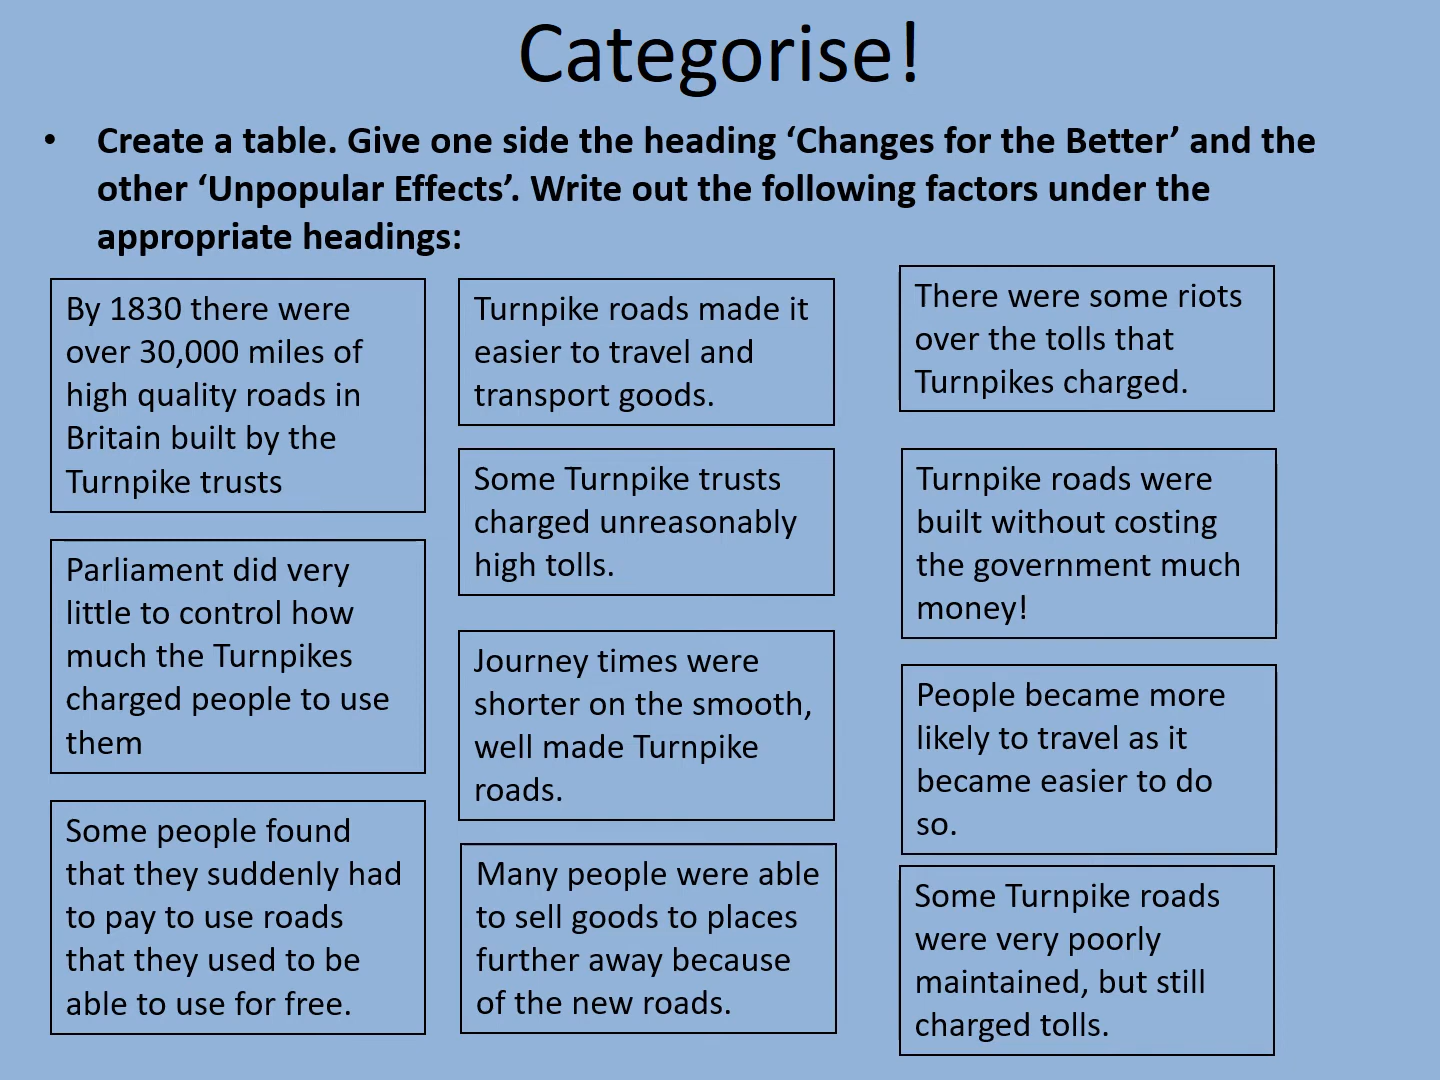 Categorise!
• Create a table. Give one side the heading ‘Changes for the Better’ and the
other ‘Unpopular Effects’. Write out the following factors under the
appropriate headings:
By 1830 there were
over 30,000 miles of
high quality roads in
Britain built by the
Turnpike trusts
Parliament did very
little to control how
much the Turnpikes
charged people to use
them
Some people found
that they suddenly had
to pay to use roads
that they used to be
able to use for free.
Turnpike roads made it
easier to travel and
transport goods.
Some Turnpike trusts
charged unreasonably
high tolls.
Journey times were
shorter on the smooth,
well made Turnpike
roads.
Many people were able
to sell goods to places
further away because
of the new roads.
There were some riots
over the tolls that
Turnpikes charged.
Turnpike roads were
built without costing
the government much
money!
People became more
likely to travel as it
became easier to do
so.
Some Turnpike roads
were very poorly
maintained, but still
charged tolls.